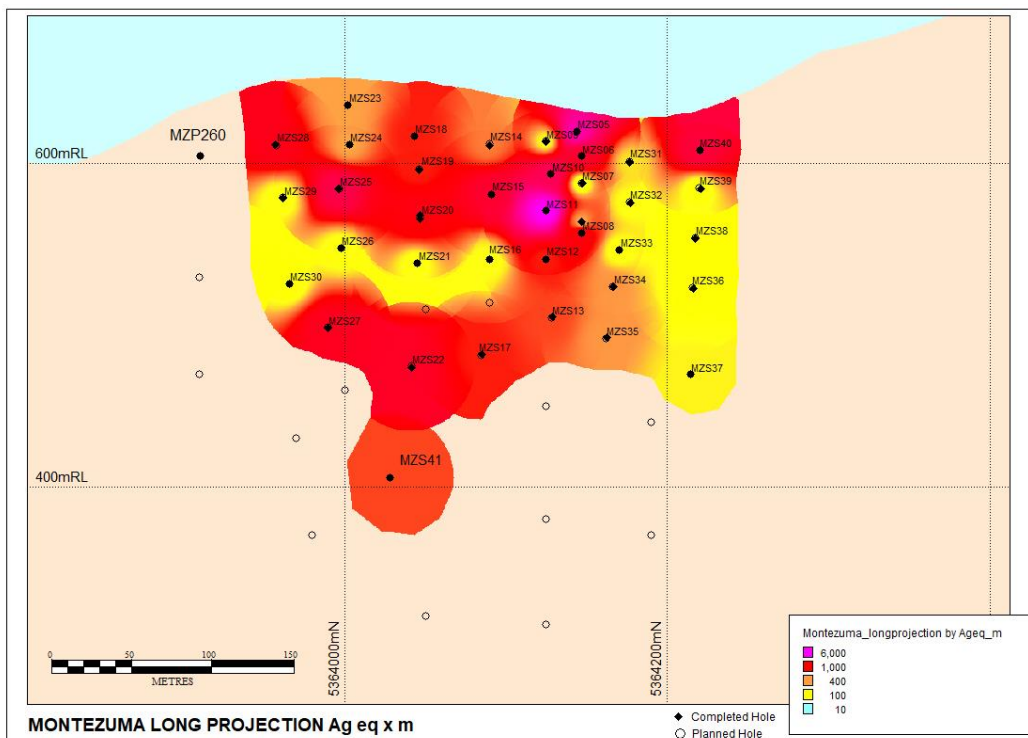 MZS23
MZS05
MZP260
MZS28
MZS24
MZS18
MZS14
MZS09
MZS06
MZS31
MZS40
600mRL
MZS19
MZS10
MZS07
MZS25
MZS15
MZS39
MZS29
MZS32
MZS20
MZS11
MZS08
MZS26
MZS21
MZS16
MZS12
MZS33
MZS38
MZS30
MZS34
MZS36
MZS27
MZS13
MZS35
MZS22
MZS17
MZS37
MZS41
400mRL
5364000mN
5364200mN
Montezuma_longprojection by Ageq_m
6,000
1,000
400
100
10
0 50 100 150
METRES
MONTEZUMA LONG PROJECTION Ag eq x m
Completed Hole
Planned Hole